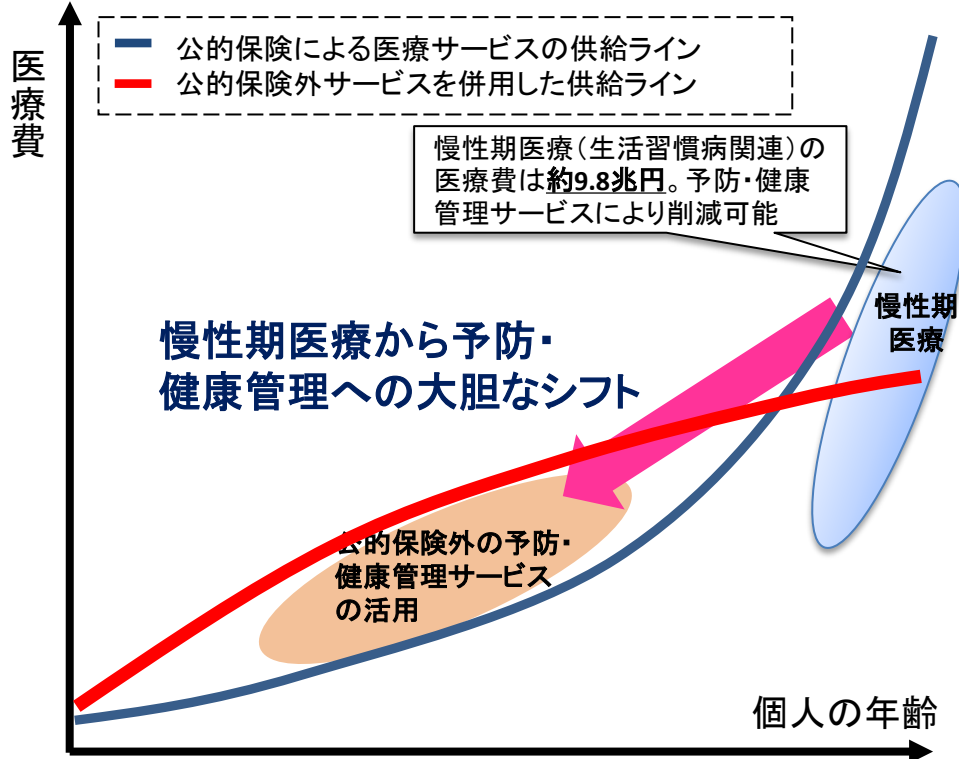 医療費
公的保険による医療サービスの供給ライン
公的保険外サービスを併用した供給ライン
慢性期医療（生活習慣病関連）の
医療費は約9.8兆円。予防・健康
管理サービスにより削減可能
慢性期
医療
慢性期医療から予防・
健康管理への大胆なシフト
公的保険外の予防・
健康管理サービス
の活用
個人の年齢